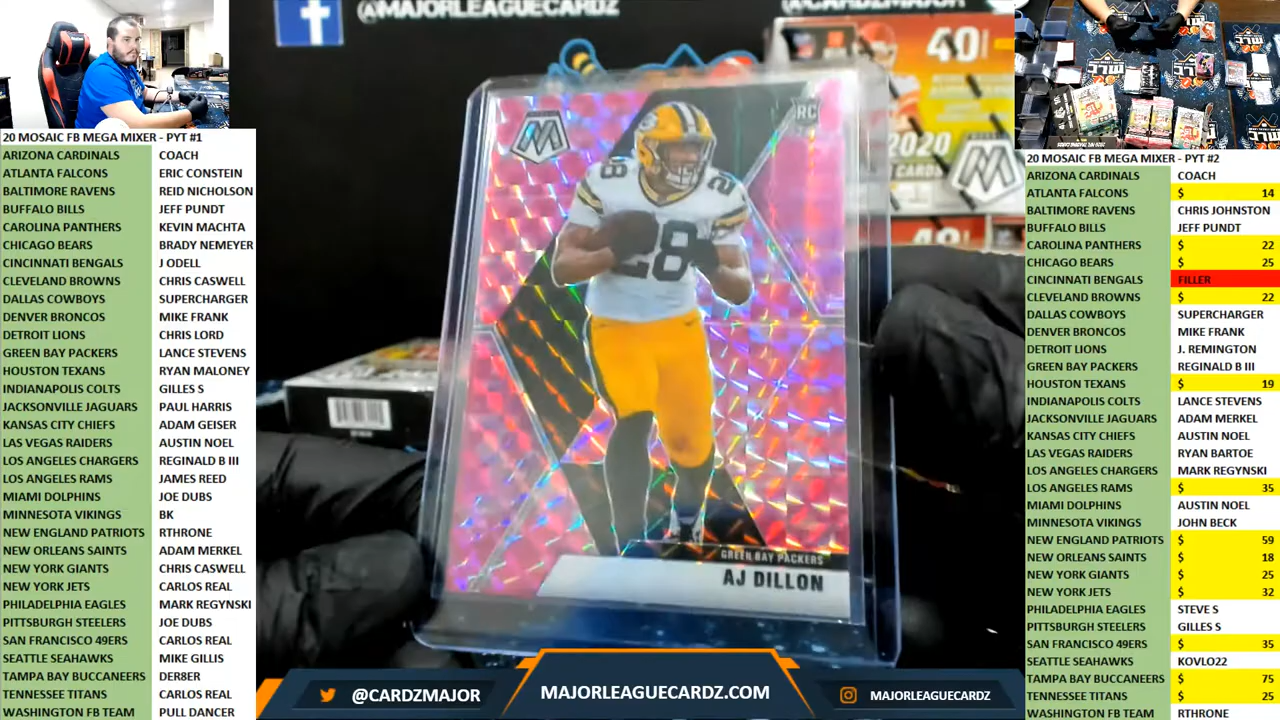 @MAJORLEAGUECARDZ
@CARDZMAJOR
40
2020
20 MOSAIC FB MEGA MIXER - PYT #1
ARIZONA CARDINALS COACH
ATLANTA FALCONS ERIC CONSTEIN
BALTIMORE RAVENS REID NICHOLSON
BUFFALO BILLS JEFF PUNDT
CAROLINA PANTHERS KEVIN MACHTA
CHICAGO BEARS BRADY NEMEYER
CINCINNATI BENGALS J ODELL
CLEVELAND BROWNS CHRIS CASWELL
DALLAS COWBOYS SUPERCHARGER
DENVER BRONCOS MIKE FRANK
DETROIT LIONS CHRIS LORD
GREEN BAY PACKERS LANCE STEVENS
HOUSTON TEXANS RYAN MALONEY
INDIANAPOLIS COLTS GILLES S
JACKSONVILLE JAGUARS PAUL HARRIS
KANSAS CITY CHIEFS ADAM GEISER
LAS VEGAS RAIDERS AUSTIN NOEL
LOS ANGELES CHARGERS REGINALD B III
LOS ANGELES RAMS JAMES REED
MIAMI DOLPHINS JOE DUBS
MINNESOTA VIKINGS BK
NEW ENGLAND PATRIOTS RTHRONE
NEW ORLEANS SAINTS ADAM MERKEL
NEW YORK GIANTS CHRIS CASWELL
NEW YORK JETS CARLOS REAL
PHILADELPHIA EAGLES MARK REGYNSKI
PITTSBURGH STEELERS JOE DUBS
SAN FRANCISCO 49ERS CARLOS REAL
SEATTLE SEAHAWKS MIKE GILLIS
TAMPA BAY BUCCANEERS DER8ER
TENNESSEE TITANS CARLOS REAL
WASHINGTON FB TEAM PULL DANCER
M
RC
28 28
28
GREEN BAY PACKERS
AJ DILLON
@CARDZMAJOR
MAJORLEAGUECARDZ.COM
MAJORLEAGUECARDZ
20 MOSAIC FB MEGA MIXER - PYT #2
ARIZONA CARDINALS COACH
ATLANTA FALCONS $ 14
BALTIMORE RAVENS CHRIS JOHNSTON
BUFFALO BILLS JEFF PUNDT
CAROLINA PANTHERS $ 22
CHICAGO BEARS $ 25
CINCINNATI BENGALS FILLER
CLEVELAND BROWNS $ 22
DALLAS COWBOYS SUPERCHARGER
DENVER BRONCOS MIKE FRANK
DETROIT LIONS J. REMINGTON
GREEN BAY PACKERS REGINALD B III
HOUSTON TEXANS $ 19
INDIANAPOLIS COLTS LANCE STEVENS
JACKSONVILLE JAGUARS ADAM MERKEL
KANSAS CITY CHIEFS AUSTIN NOEL
LAS VEGAS RAIDERS RYAN BARTOE
LOS ANGELES CHARGERS MARK REGYNSKI
LOS ANGELES RAMS $ 35
MIAMI DOLPHINS AUSTIN NOEL
MINNESOTA VIKINGS JOHN BECK
NEW ENGLAND PATRIOTS $ 59
NEW ORLEANS SAINTS $ 18
NEW YORK GIANTS $ 25
NEW YORK JETS $ 32
PHILADELPHIA EAGLES STEVE S
PITTSBURGH STEELERS GILLES S
SAN FRANCISCO 49ERS $ 35
SEATTLE SEAHAWKS KOVLO22
TAMPA BAY BUCCANEERS $ 75
TENNESSEE TITANS $ 25
WASHINGTON FB TEAM RTHRONE